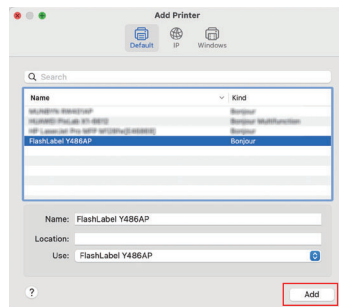 Add Printer
Default IP Windows
Search
Name Kind
Bonjour
Bonjour Multifunction
Bonjour
FlashLabel Y486AP Bonjour
Name: FlashLabel Y486AP
Location:
Use: FlashLabel Y486AP
? Add